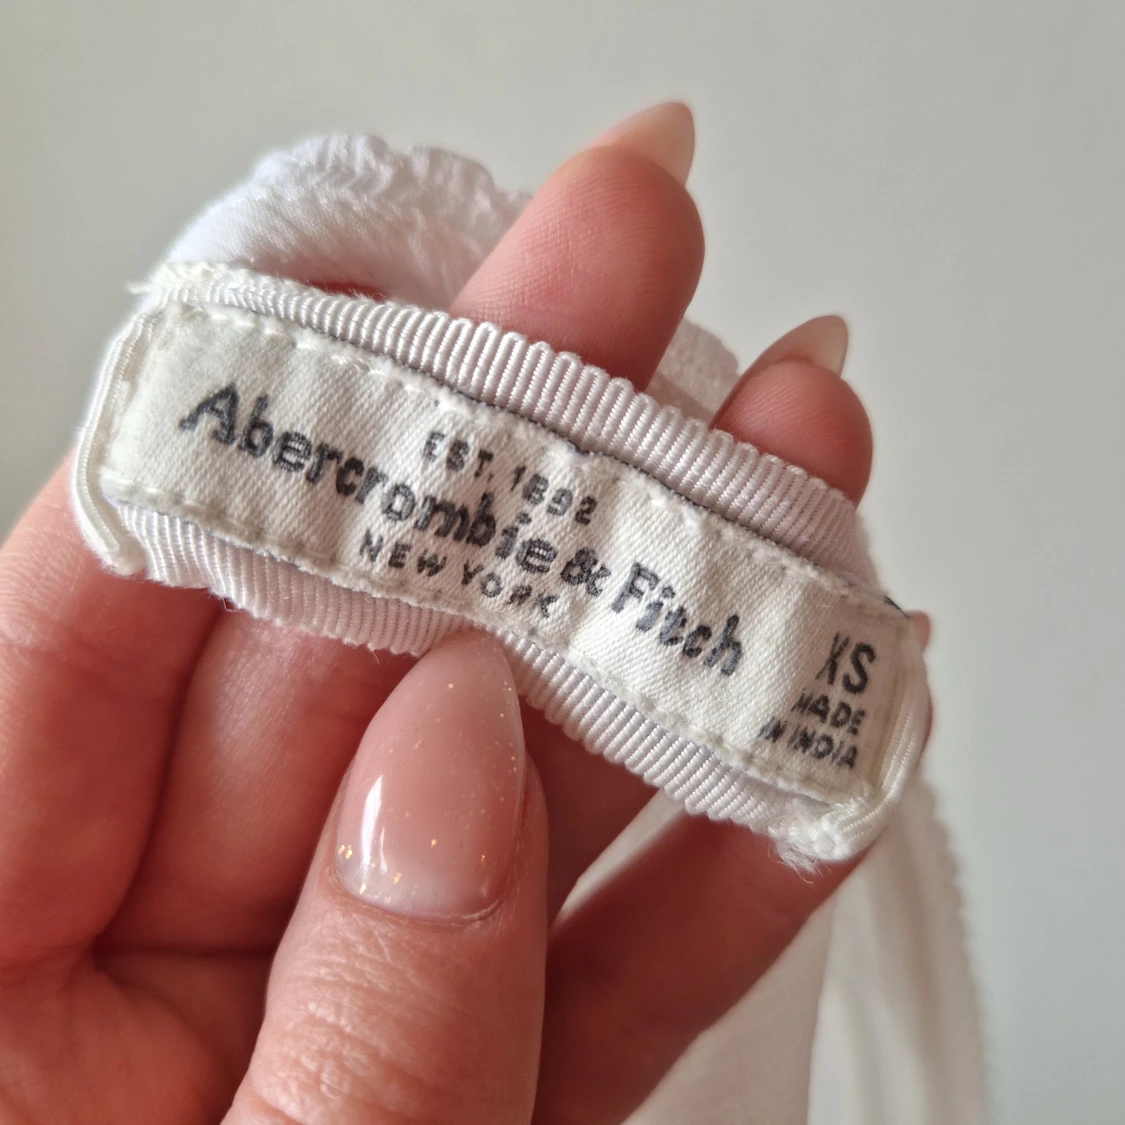 EST. 1892
Abercrombie & Fitch
NEW YORK
XS
MADE
IN INDIA